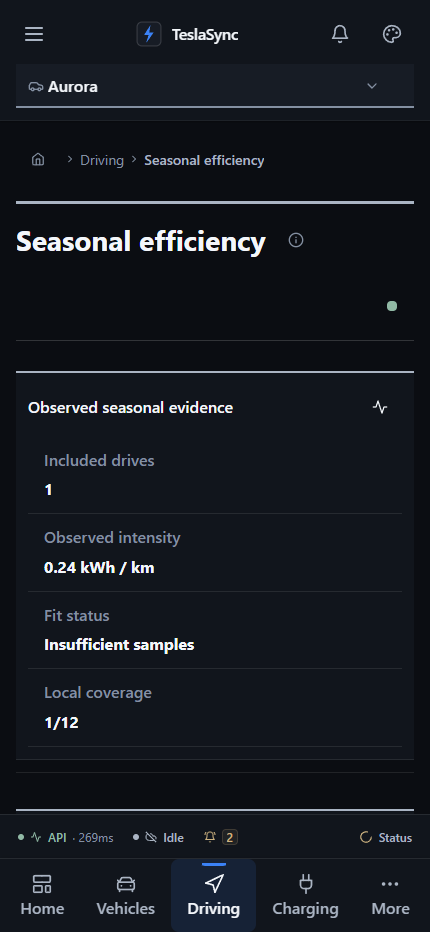 TeslaSync
Aurora
Driving
Seasonal efficiency
Seasonal efficiency
Observed seasonal evidence
Included drives
1
Observed intensity
0.24 kWh / km
Fit status
Insufficient samples
Local coverage
1/12
API · 269ms
Idle
2
Status
Home
Vehicles
Driving
Charging
More